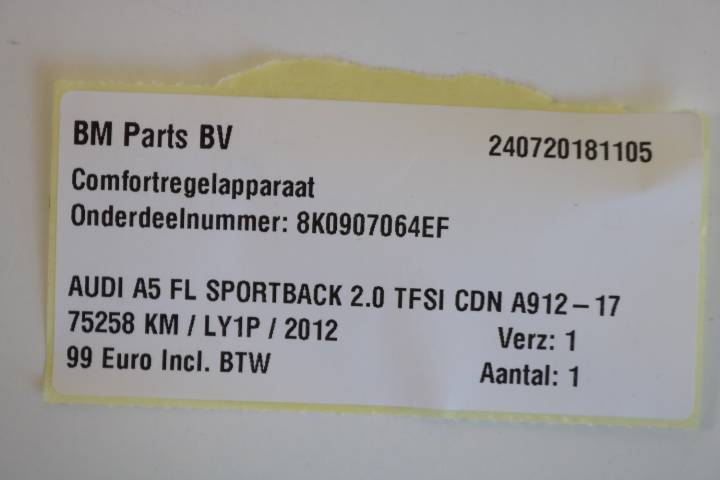 BM Parts BV 240720181105
Comfortregelapparaat
Onderdeelnummer: 8K0907064EF
AUDI A5 FL SPORTBACK 2.0 TFSI CDN A912-17
75258 KM / LY1P / 2012 Verz: 1
99 Euro Incl. BTW Aantal: 1